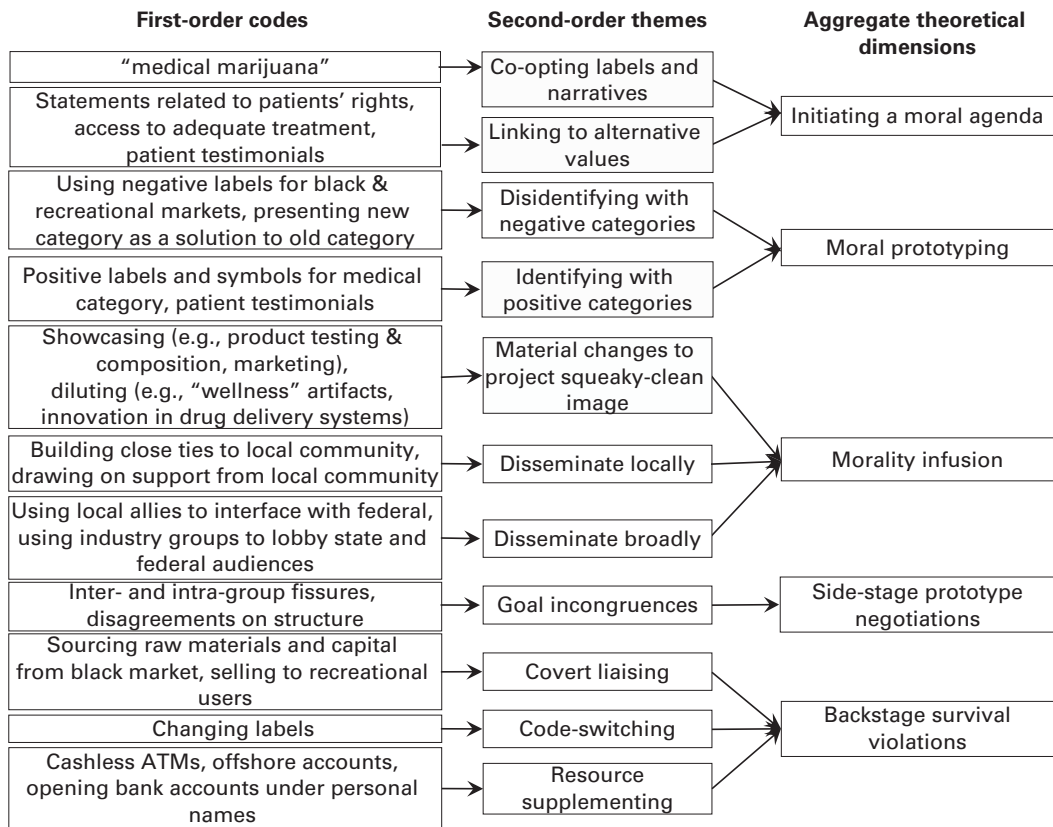 First-order codes
Second-order themes
Aggregate theoretical
dimensions
“medical marijuana”
Co-opting labels and
narratives
Initiating a moral agenda
Statements related to patients’ rights,
access to adequate treatment,
patient testimonials
Linking to alternative
values
Using negative labels for black &
recreational markets, presenting new
category as a solution to old category
Disidentifying with
negative categories
Moral prototyping
Positive labels and symbols for medical
category, patient testimonials
Identifying with
positive categories
Showcasing (e.g., product testing &
composition, marketing),
diluting (e.g., “wellness” artifacts,
innovation in drug delivery systems)
Material changes to
project squeaky-clean
image
Morality infusion
Building close ties to local community,
drawing on support from local community
Disseminate locally
Using local allies to interface with federal,
using industry groups to lobby state and
federal audiences
Disseminate broadly
Inter- and intra-group fissures,
disagreements on structure
Goal incongruences
Side-stage prototype
negotiations
Sourcing raw materials and capital
from black market, selling to recreational
users
Covert liaising
Backstage survival
violations
Changing labels
Code-switching
Cashless ATMs, offshore accounts,
opening bank accounts under personal
names
Resource
supplementing